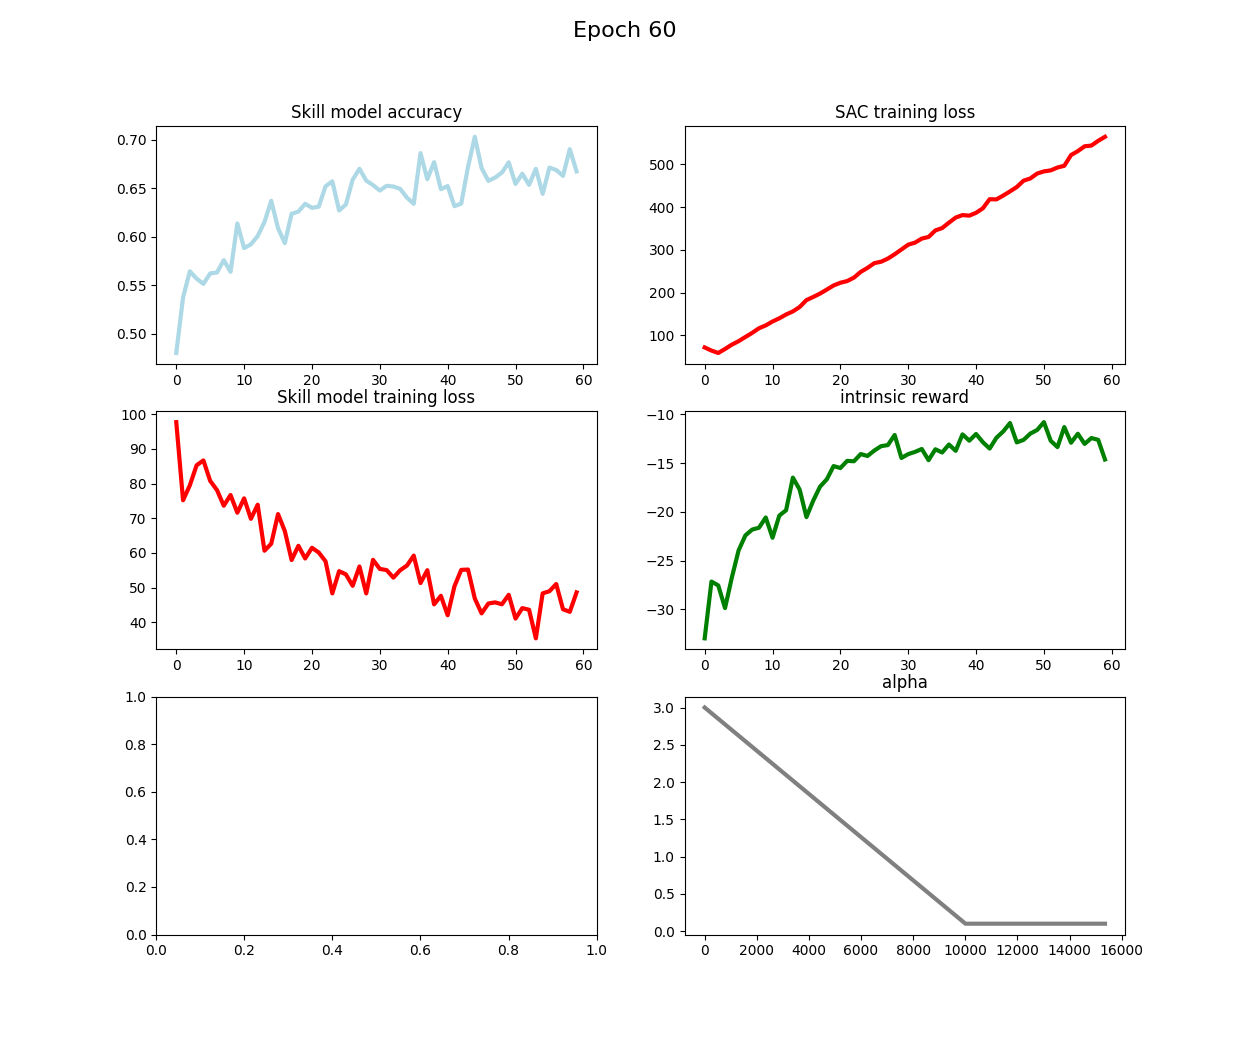 Epoch 60
Skill model accuracy
0.70
0.65
0.60
0.55
0.50
0 10 20 30 40 50 60
SAC training loss
500
400
300
200
100
0 10 20 30 40 50 60
Skill model training loss
100
90
80
70
60
50
40
0 10 20 30 40 50 60
intrinsic reward
−10
−15
−20
−25
−30
0 10 20 30 40 50 60
1.0
0.8
0.6
0.4
0.2
0.0
0.0 0.2 0.4 0.6 0.8 1.0
alpha
3.0
2.5
2.0
1.5
1.0
0.5
0.0
0 2000 4000 6000 8000 10000 12000 14000 16000